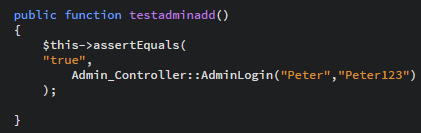 public function testadminadd()
{
    $this->assertEquals(
    "true",
        Admin_Controller::AdminLogin("Peter","Peter123")
    );
}